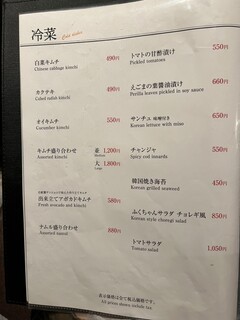 冷菜
Cold dishes
白菜キムチ 490円
Chinese cabbage kimchi
カクテキ 490円
Cubed radish kimchi
オイキムチ 550円
Cucumber kimchi
キムチ盛り合わせ 並 1,200円
Assorted kimchi Medium
大 1,800円
Large
出来立てアボカドキムチ 580円
Fresh avocado and kimchi
ナムル盛り合わせ 880円
Assorted namul
トマトの甘酢漬け 550円
Pickled tomatoes
えごまの葉醤油漬け 660円
Perilla leaves pickled in soy sauce
サンチュ 味噌付き 650円
Korean lettuce with miso
チャンジャ 550円
Spicy cod innards
韓国焼き海苔 450円
Korean grilled seaweed
ふくちゃんサラダ チョレギ風 850円
Korean style choregi salad
トマトサラダ 1,050円
Tomato salad
表示価格は全て税込価格です。
All prices shown include tax